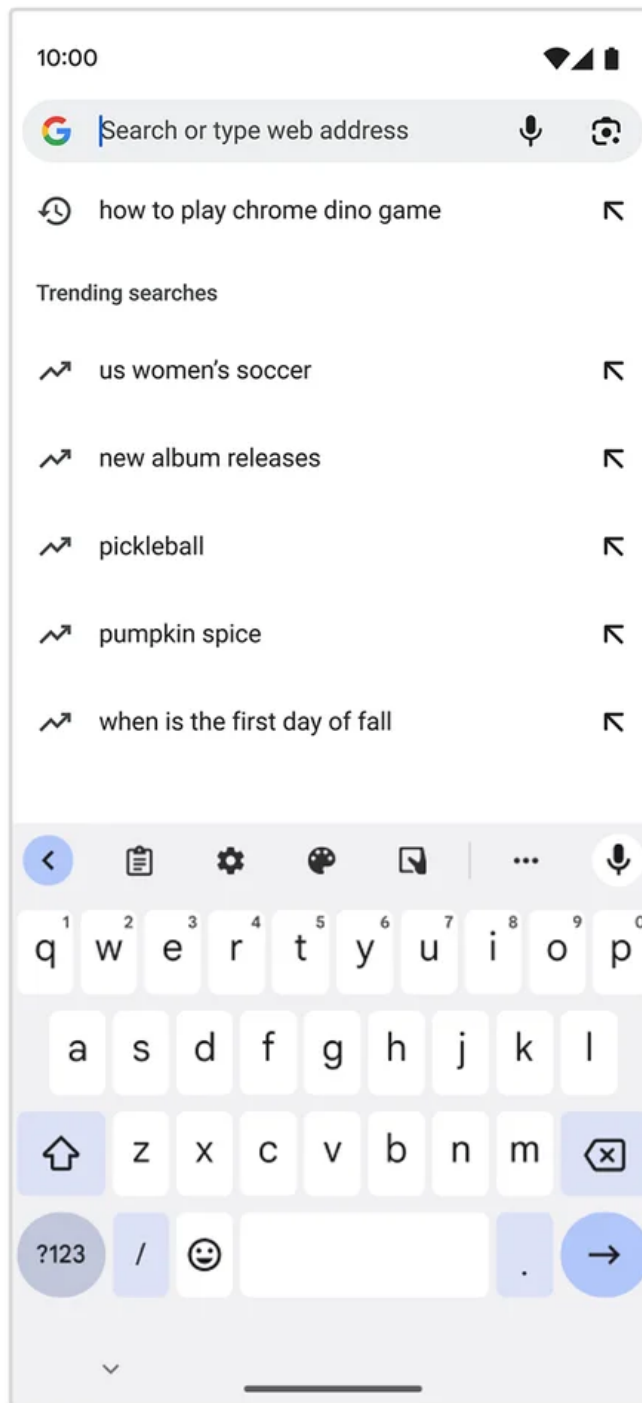 10:00
Search or type web address
how to play chrome dino game
Trending searches
us women's soccer
new album releases
pickleball
pumpkin spice
when is the first day of fall
1 2 3 4 5 6 7 8 9 0
q w e r t y u i o p
a s d f g h j k l
z x c v b n m
?123 / .